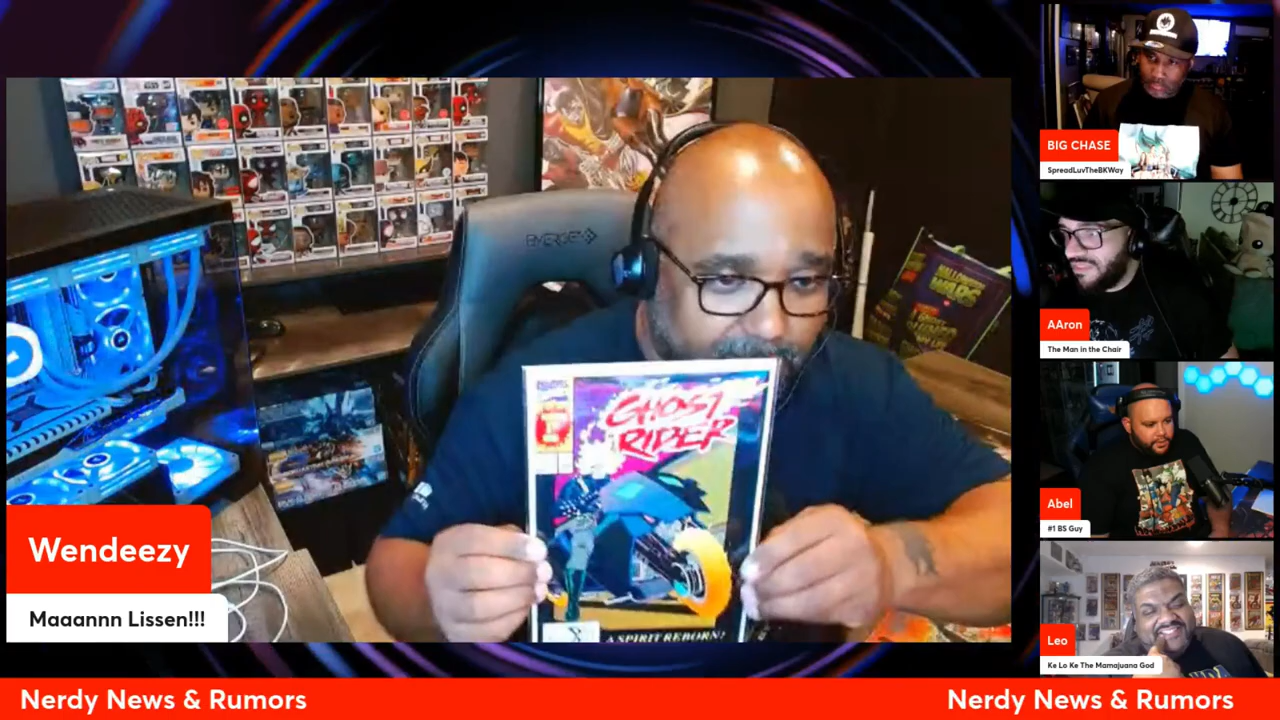 EMERGE
GHOST
RIDER
A SPIRIT REBORN!
Wendeezy
Maaannn Lissen!!!
BIG CHASE
SpreadLuvTheBKWay
AAron
The Man in the Chair
Abel
#1 BS Guy
Leo
Ke Lo Ke The Mamajuana God
Nerdy News & Rumors
Nerdy News & Rumors